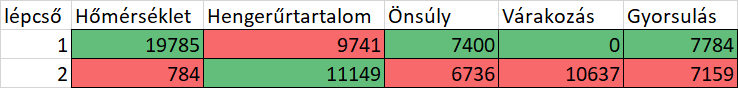 lépcső Hőmérséklet Hengerűrtartalom Önsúly Várakozás Gyorsulás
1 19785 9741 7400 0 7784
2 784 11149 6736 10637 7159